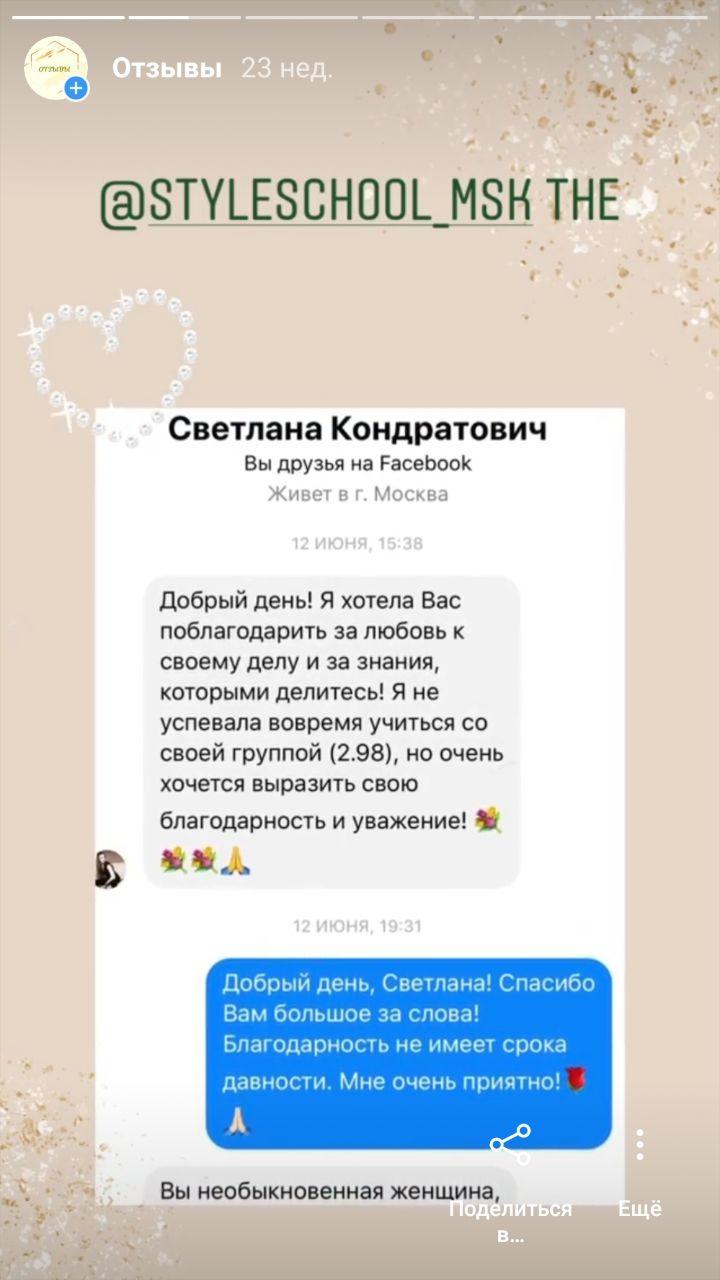 ОТЗЫВЫ
Отзывы 23 нед.
@STYLESCHOOL_MSK THE
Светлана Кондратович
Вы друзья на Facebook
Живет в г. Москва
12 ИЮНЯ, 15:38
Добрый день! Я хотела Вас
поблагодарить за любовь к
своему делу и за знания,
которыми делитесь! Я не
успевала вовремя учиться со
своей группой (2.98), но очень
хочется выразить свою
благодарность и уважение! 💐
💐💐🙏
12 ИЮНЯ, 19:31
Добрый день, Светлана! Спасибо
Вам большое за слова!
Благодарность не имеет срока
давности. Мне очень приятно!🌹
🙏🏻
Вы необыкновенная женщина,
Поделиться
в...
Ещё